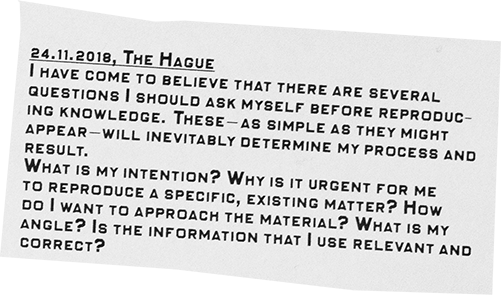 24.11.2018, The Hague
I have come to believe that there are several
questions I should ask myself before reproduc-
ing knowledge. These—as simple as they might
appear—will inevitably determine my process and
result.
What is my intention? Why is it urgent for me
to reproduce a specific, existing matter? How
do I want to approach the material? What is my
angle? Is the information that I use relevant and
correct?